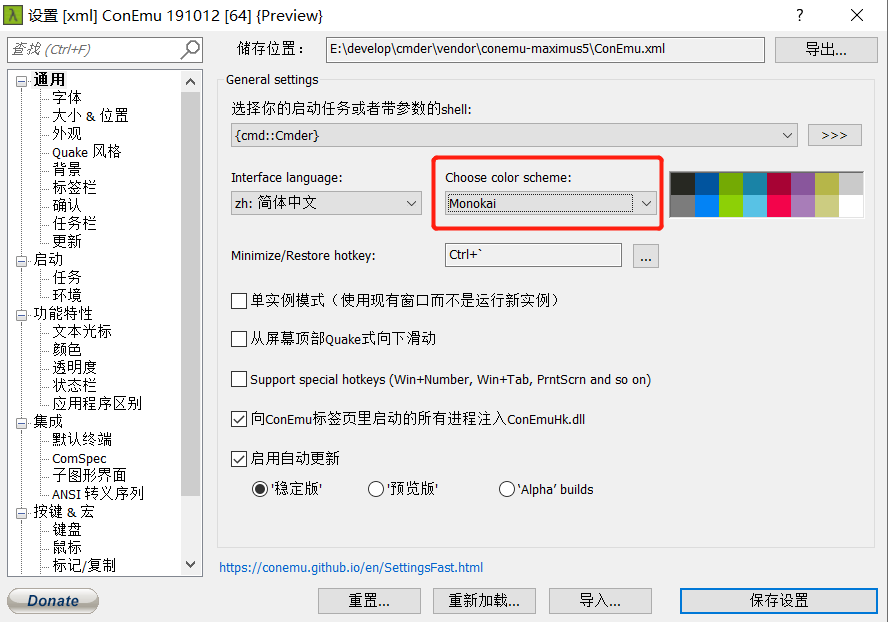 设置 [xml] ConEmu 191012 [64] {Preview}
查找 (Ctrl+F)
储存位置：
E:\develop\cmder\vendor\conemu-maximus5\ConEmu.xml
导出...
通用
字体
大小 & 位置
外观
Quake 风格
背景
标签栏
确认
任务栏
更新
启动
任务
环境
功能特性
文本光标
颜色
透明度
状态栏
应用程序区别
集成
默认终端
ComSpec
子图形界面
ANSI 转义序列
按键 & 宏
键盘
鼠标
标记/复制
General settings
选择你的启动任务或者带参数的shell:
{cmd::Cmder}
>>>
Interface language:
Choose color scheme:
zh: 简体中文
Monokai
Minimize/Restore hotkey:
Ctrl+`
...
单实例模式（使用现有窗口而不是运行新实例）
从屏幕顶部Quake式向下滑动
Support special hotkeys (Win+Number, Win+Tab, PrntScrn and so on)
向ConEmu标签页里启动的所有进程注入ConEmuHk.dll
启用自动更新
'稳定版'
'预览版'
'Alpha' builds
https://conemu.github.io/en/SettingsFast.html
Donate
重置...
重新加载...
导入...
保存设置